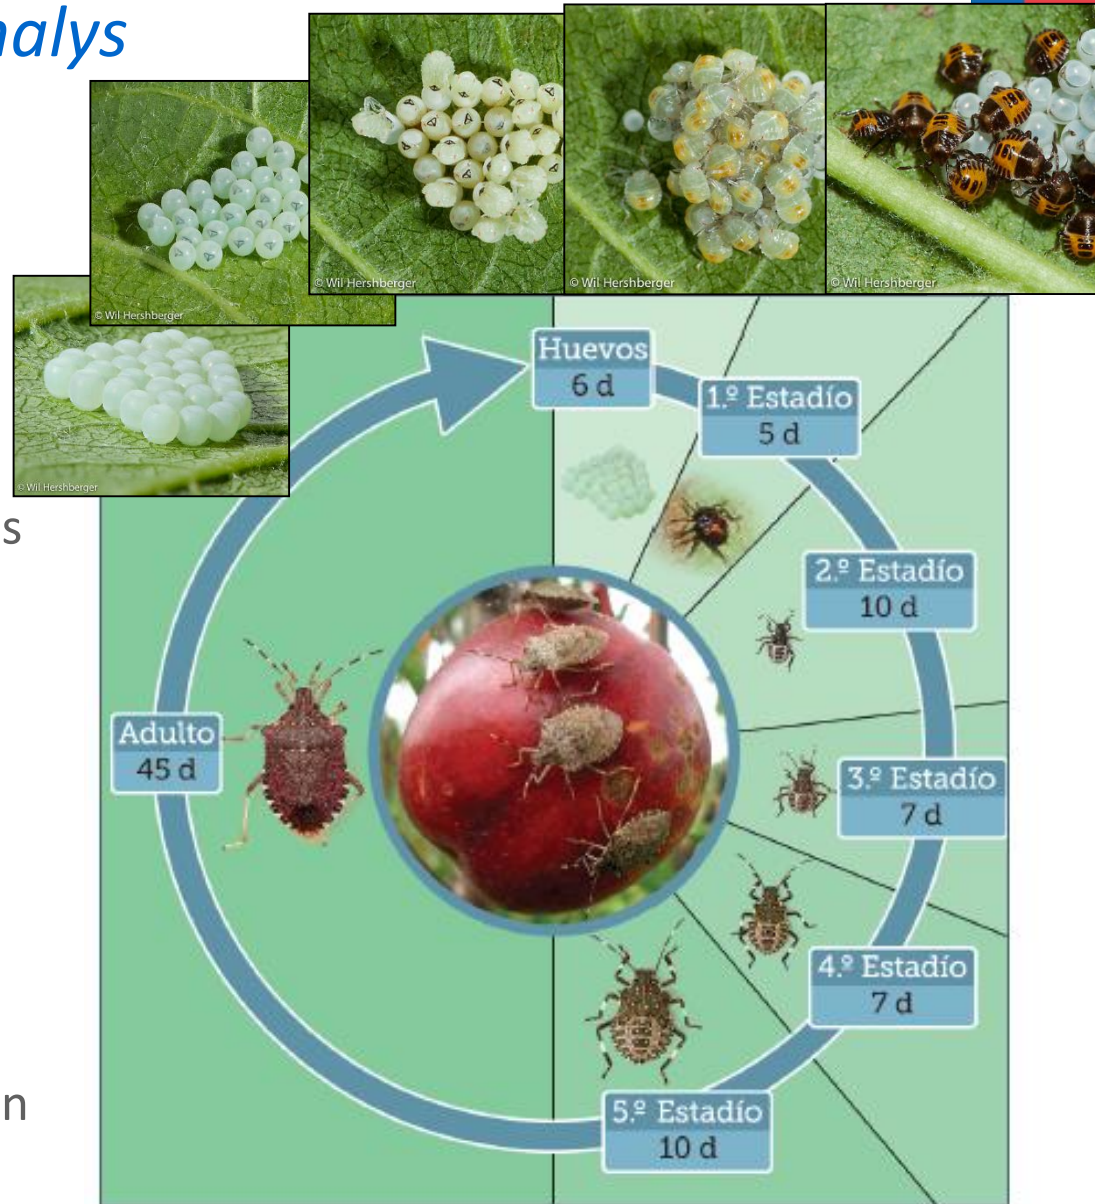 nalys
© Wil Hershberger
© Wil Hershberger
© Wil Hershberger
© Wil Hershberger
© Wil Hershberger
s
n
Huevos
6 d
1.º Estadío
5 d
2.º Estadío
10 d
3.º Estadío
7 d
4.º Estadío
7 d
5.º Estadío
10 d
Adulto
45 d